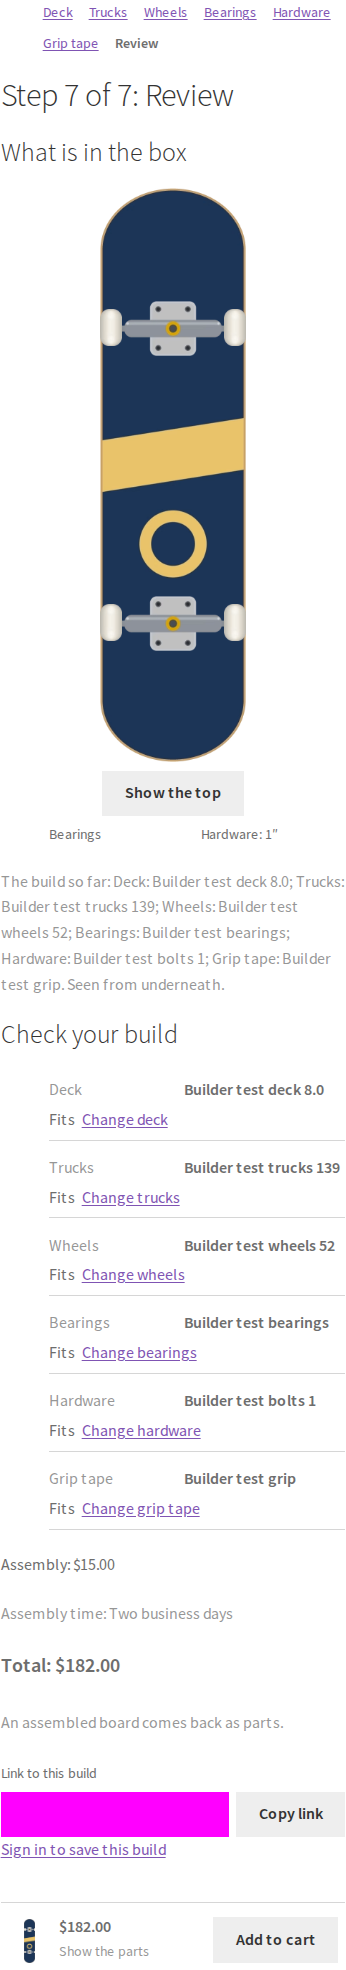 Deck Trucks Wheels Bearings Hardware
Grip tape Review
Step 7 of 7: Review
What is in the box
Show the top
Bearings Hardware: 1″
The build so far: Deck: Builder test deck 8.0; Trucks:
Builder test trucks 139; Wheels: Builder test
wheels 52; Bearings: Builder test bearings;
Hardware: Builder test bolts 1; Grip tape: Builder
test grip. Seen from underneath.
Check your build
Deck Builder test deck 8.0
Fits Change deck
Trucks Builder test trucks 139
Fits Change trucks
Wheels Builder test wheels 52
Fits Change wheels
Bearings Builder test bearings
Fits Change bearings
Hardware Builder test bolts 1
Fits Change hardware
Grip tape Builder test grip
Fits Change grip tape
Assembly: $15.00
Assembly time: Two business days
Total: $182.00
An assembled board comes back as parts.
Link to this build
Copy link
Sign in to save this build
$182.00
Show the parts
Add to cart